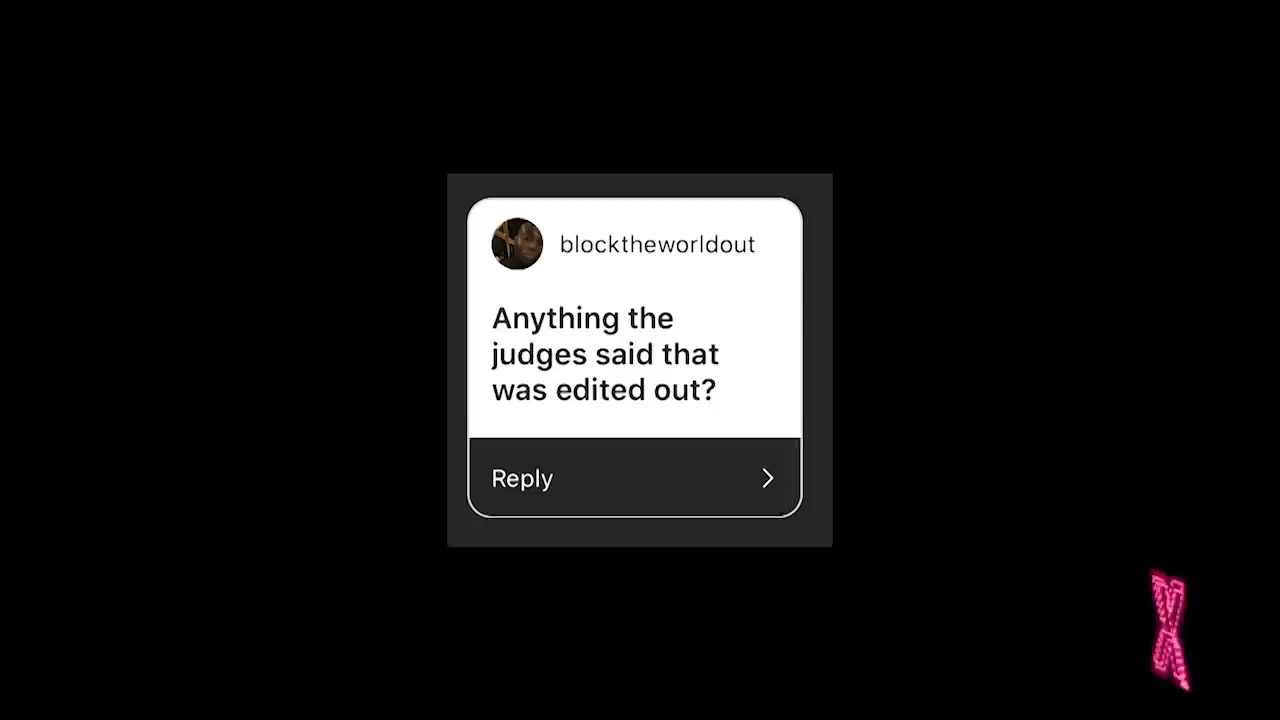 blocktheworldout
Anything the
judges said that
was edited out?
Reply
X